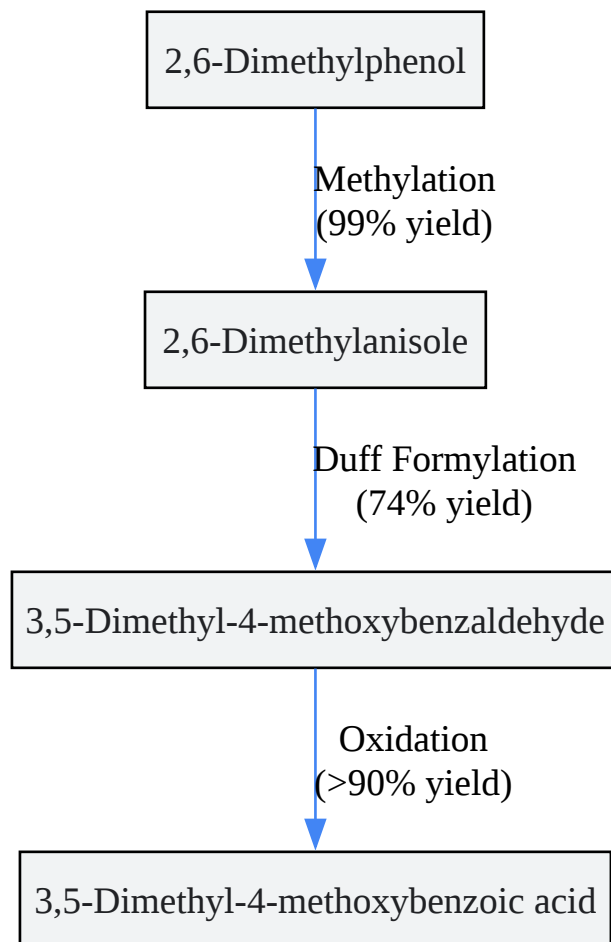 2,6-Dimethylphenol
Methylation
(99% yield)
2,6-Dimethylanisole
Duff Formylation
(74% yield)
3,5-Dimethyl-4-methoxybenzaldehyde
Oxidation
(>90% yield)
3,5-Dimethyl-4-methoxybenzoic acid